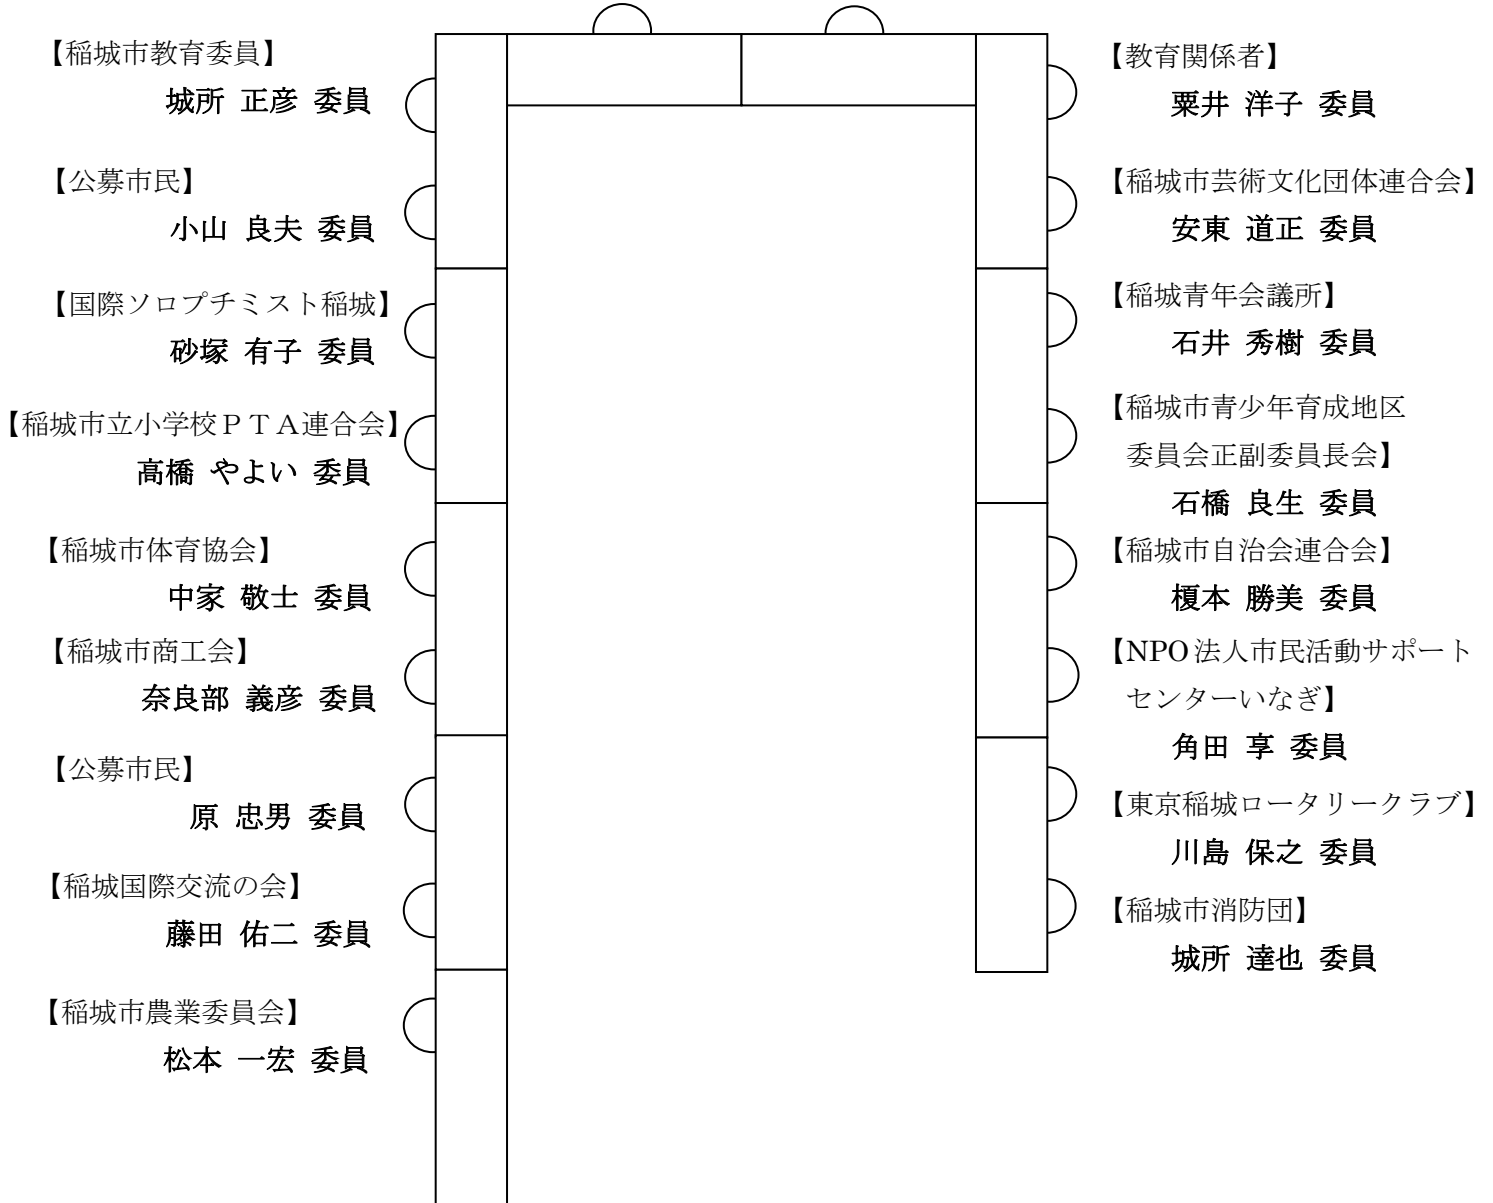 【稲城市教育委員】
城所 正彦 委員
【公募市民】
小山 良夫 委員
【国際ソロプチミスト稲城】
砂塚 有子 委員
【稲城市立小学校ＰＴＡ連合会】
高橋 やよい 委員
【稲城市体育協会】
中家 敬士 委員
【稲城市商工会】
奈良部 義彦 委員
【公募市民】
原 忠男 委員
【稲城国際交流の会】
藤田 佑二 委員
【稲城市農業委員会】
松本 一宏 委員
【教育関係者】
粟井 洋子 委員
【稲城市芸術文化団体連合会】
安東 道正 委員
【稲城青年会議所】
石井 秀樹 委員
【稲城市青少年育成地区
委員会正副委員長会】
石橋 良生 委員
【稲城市自治会連合会】
榎本 勝美 委員
【NPO法人市民活動サポート
センターいなぎ】
角田 享 委員
【東京稲城ロータリークラブ】
川島 保之 委員
【稲城市消防団】
城所 達也 委員